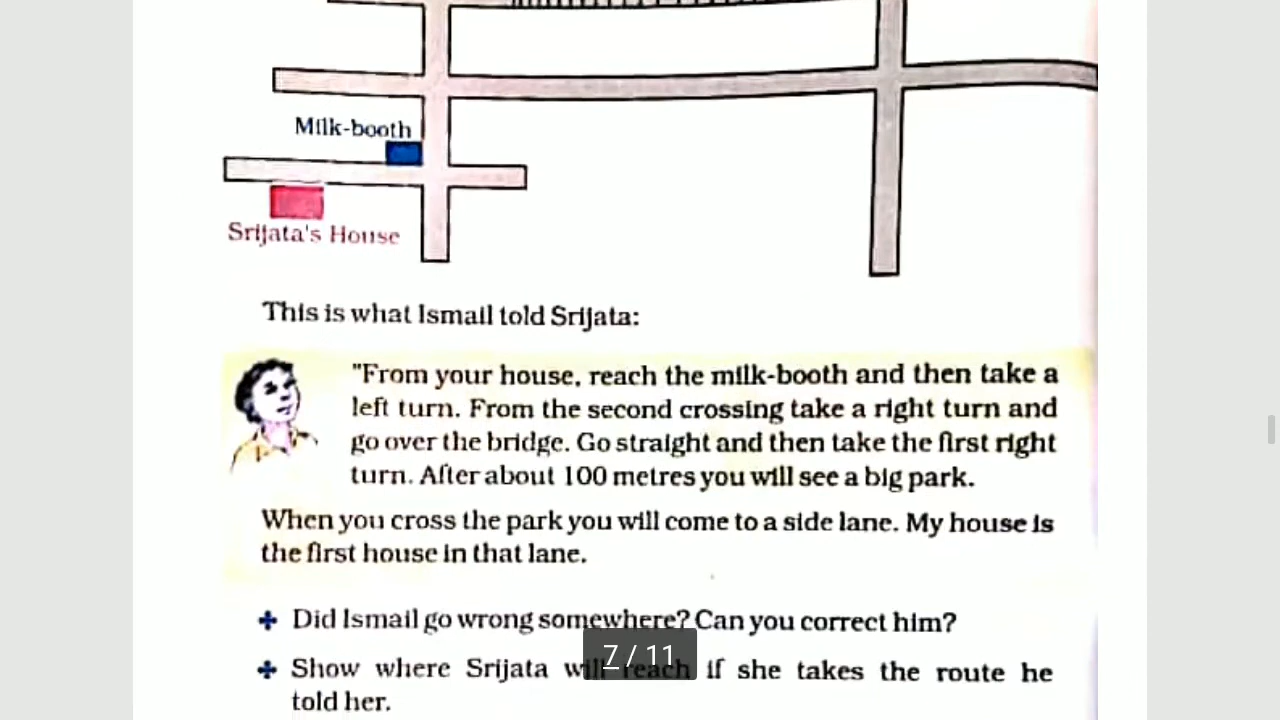 Milk-booth
Srijata's House
This is what Ismail told Srijata:
"From your house, reach the milk-booth and then take a
left turn. From the second crossing take a right turn and
go over the bridge. Go straight and then take the first right
turn. After about 100 metres you will see a big park.
When you cross the park you will come to a side lane. My house is
the first house in that lane.
Did Ismail go wrong somewhere? Can you correct him?
Show where Srijata will reach if she takes the route he
told her.
7 / 11